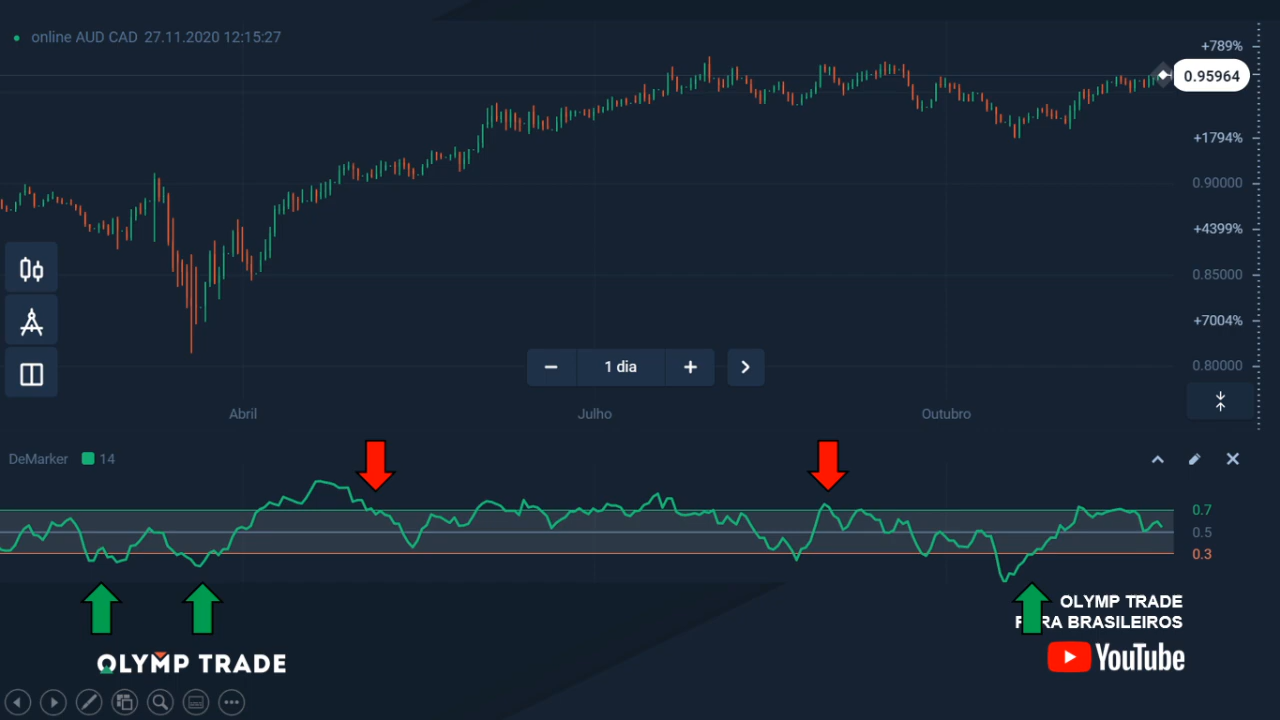 online AUD CAD 27.11.2020 12:15:27
+789%
0.95964
+1794%
0.90000
+4399%
0.85000
+7004%
0.80000
1 dia
Abril
Julho
Outubro
DeMarker 14
0.7
0.5
0.3
OLYMP TRADE
BRASILEIROS
OLYMP TRADE
YouTube